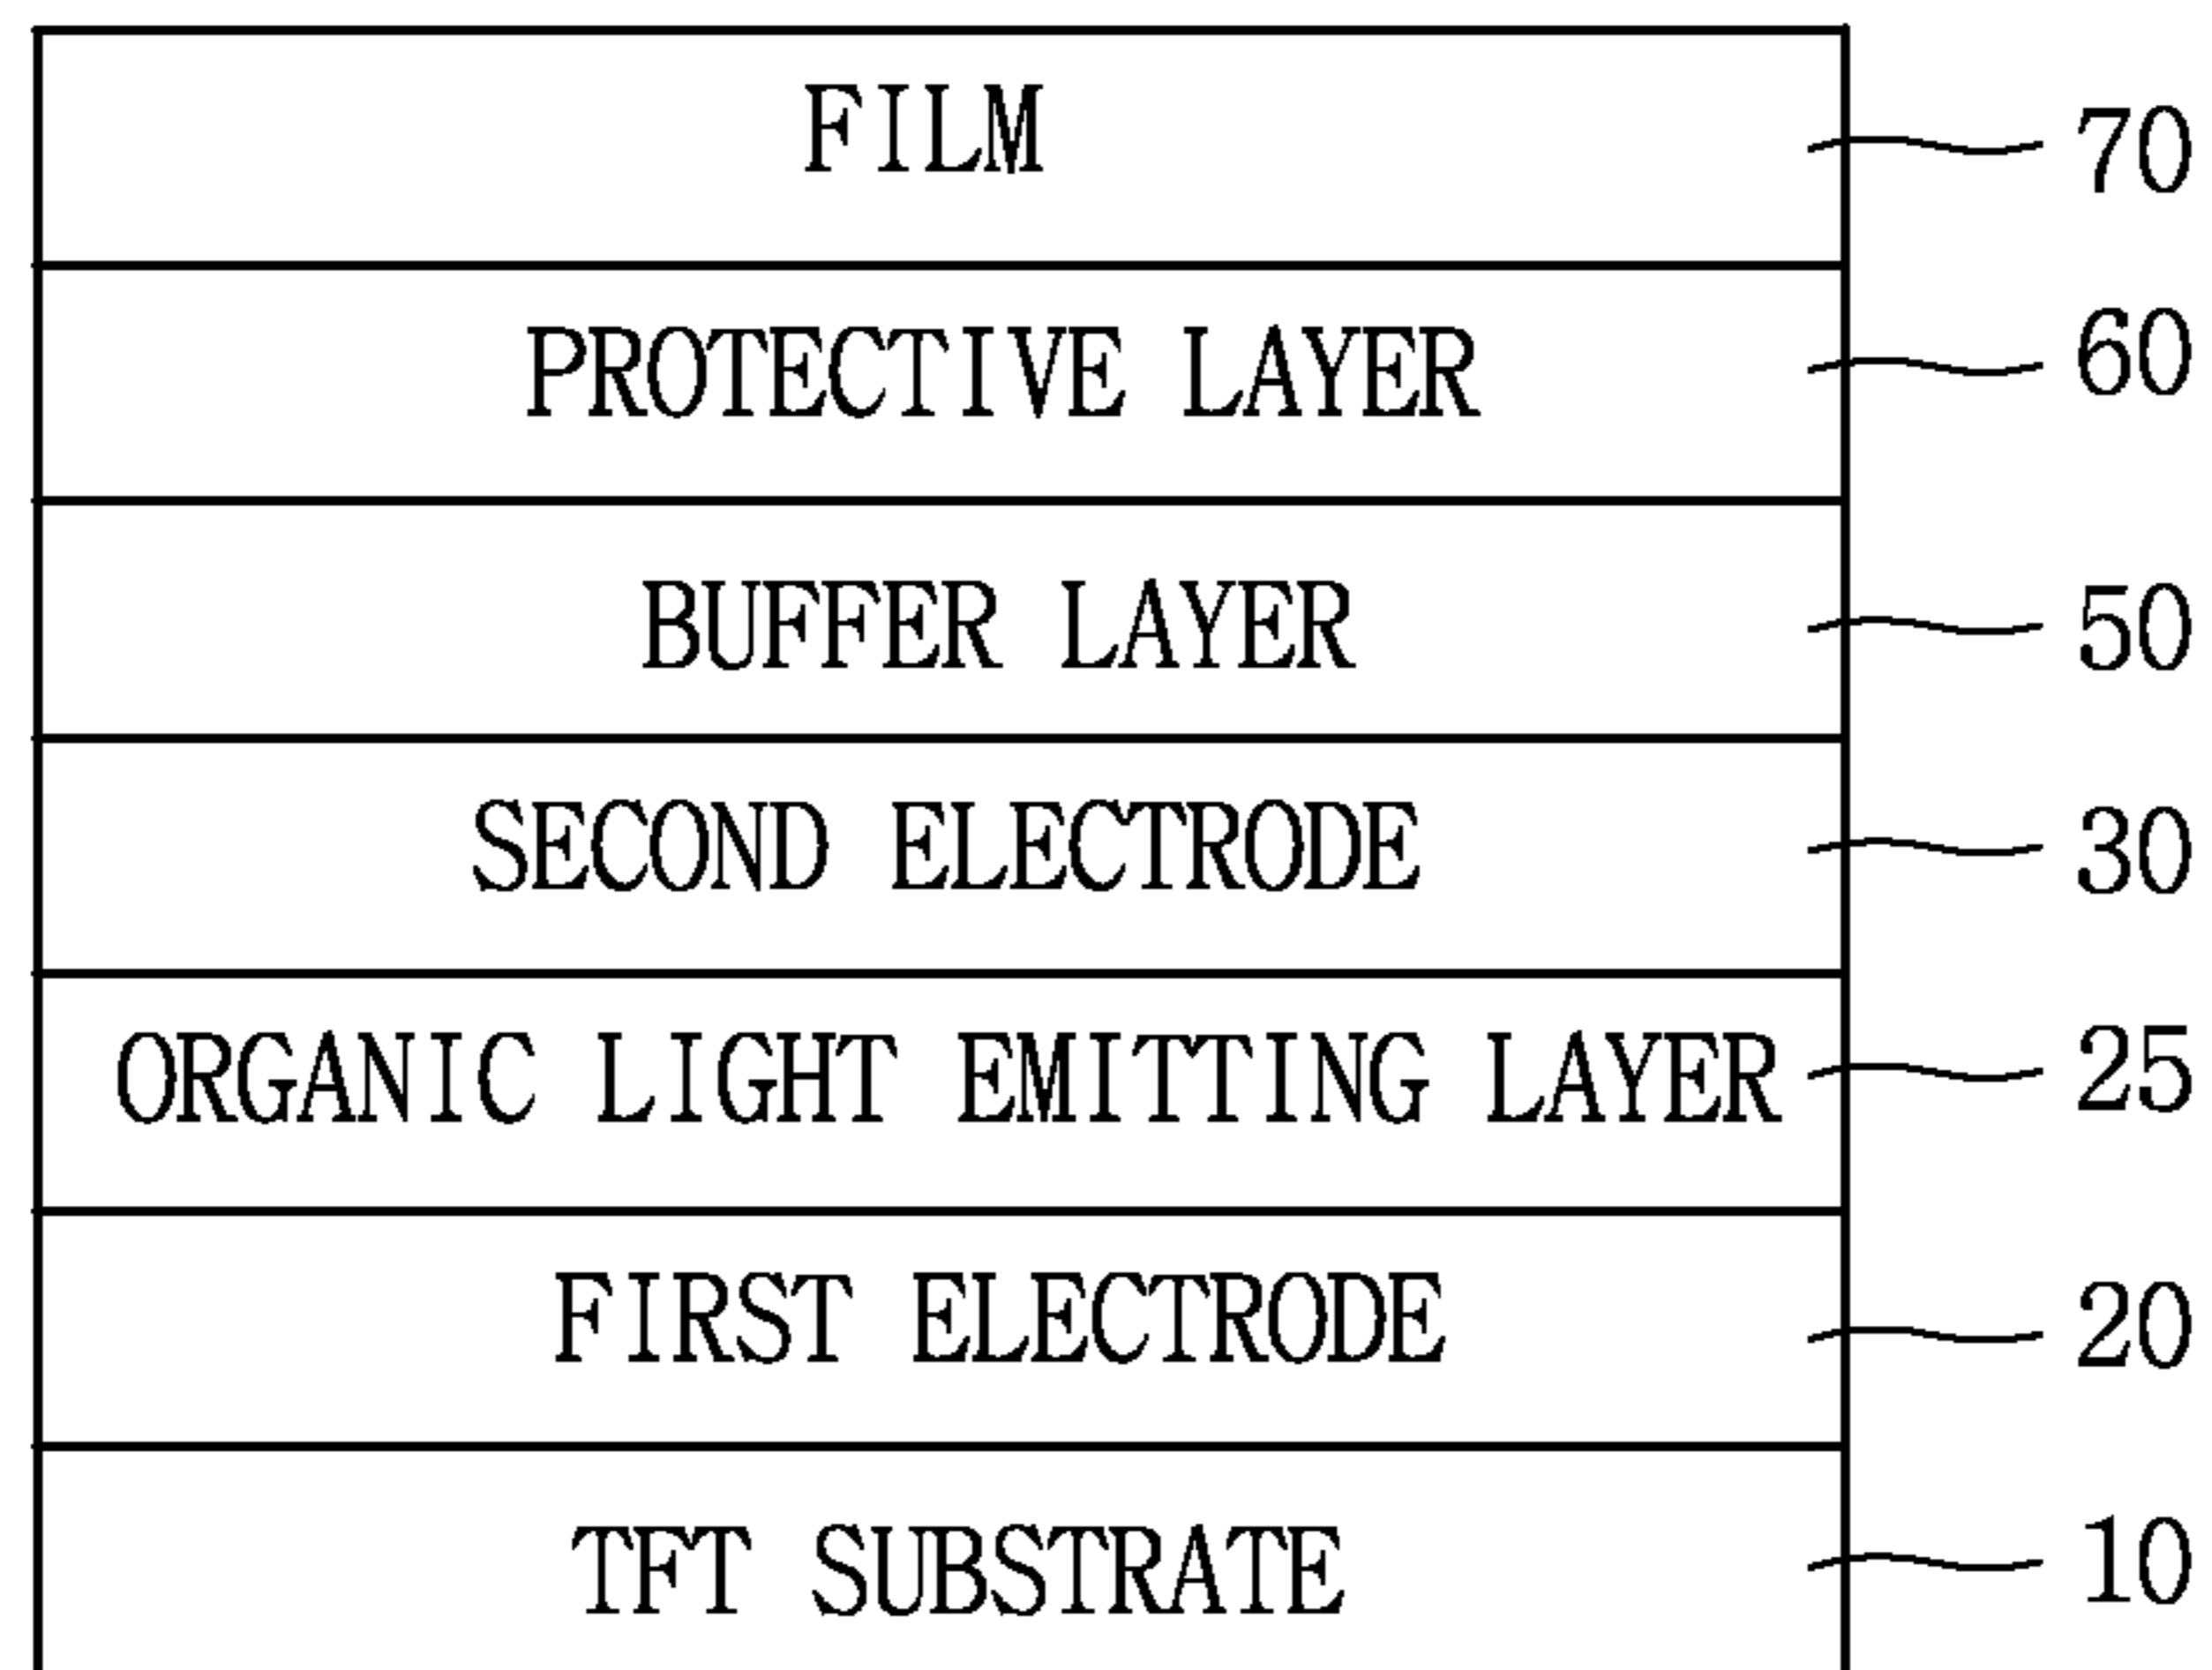 FILM 70
PROTECTIVE LAYER 60
BUFFER LAYER 50
SECOND ELECTRODE 30
ORGANIC LIGHT EMITTING LAYER 25
FIRST ELECTRODE 20
TFT SUBSTRATE 10